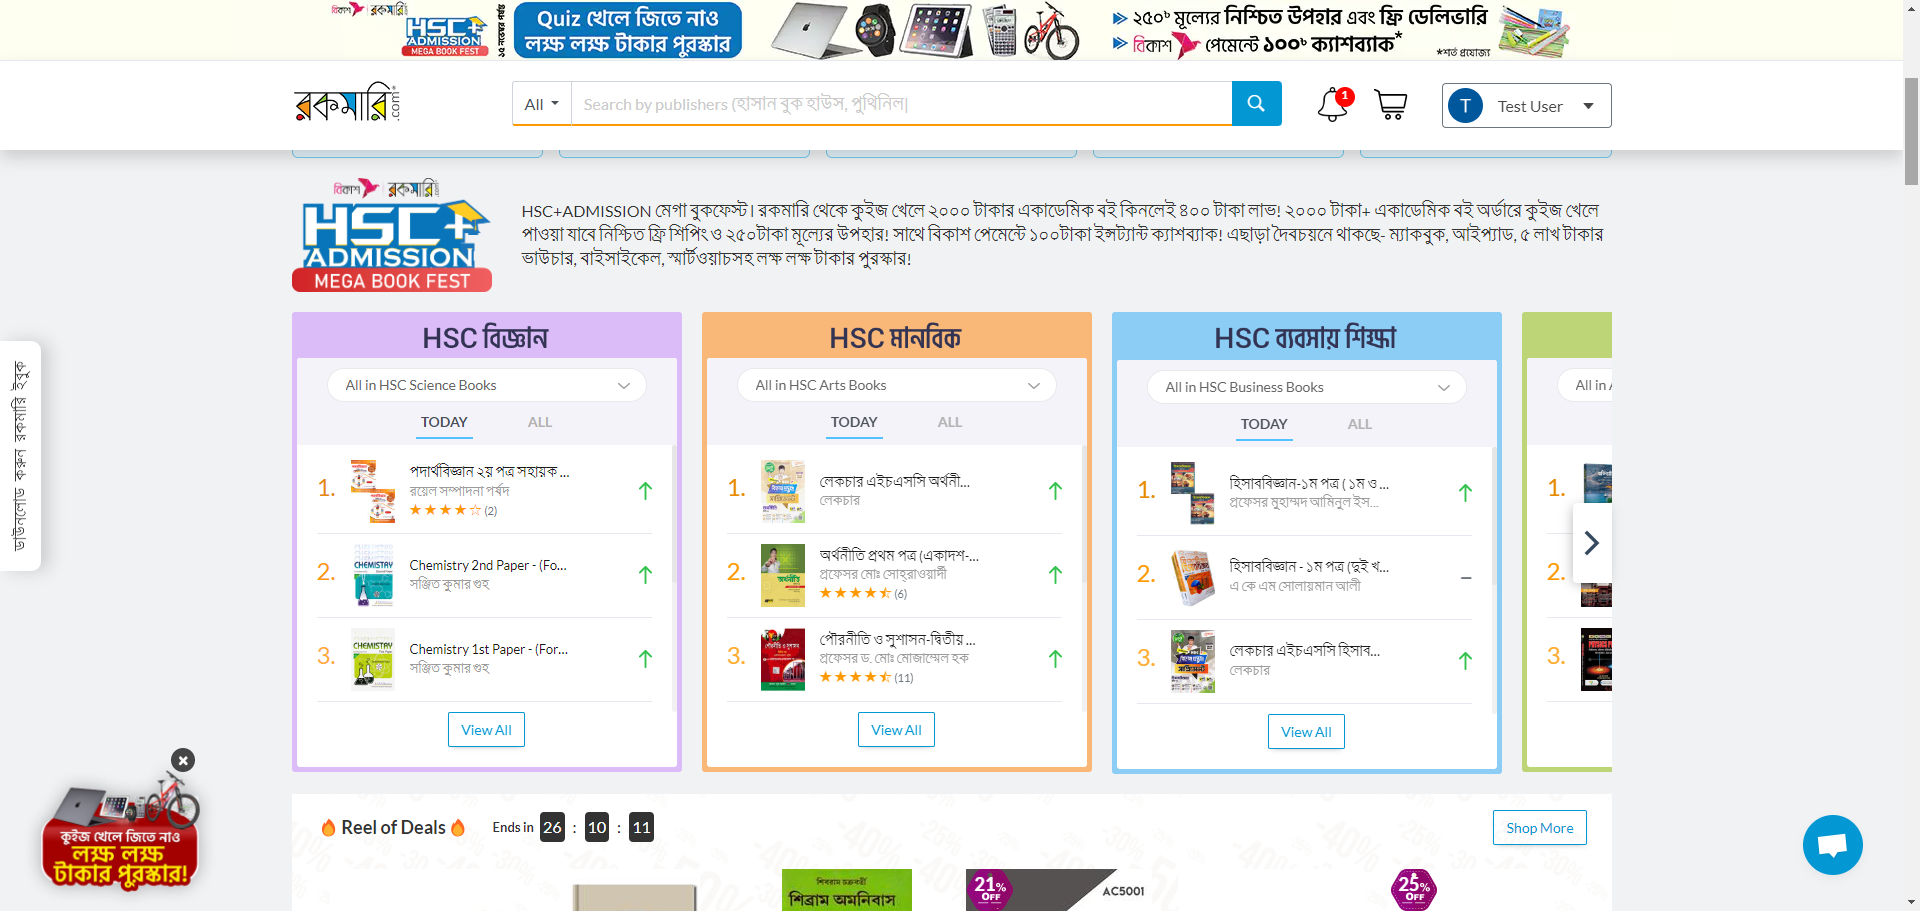 বিকাশ রকমারি
HSC+
ADMISSION
MEGA BOOK FEST
Quiz খেলে জিতে নাও
লক্ষ লক্ষ টাকার পুরস্কার
২৫০৳ মূল্যের নিশ্চিত উপহার এবং ফ্রি ডেলিভারি
বিকাশ পেমেন্টে ১০০৳ ক্যাশব্যাক*
*শর্ত প্রযোজ্য
রকমারি.com
All
Search by publishers (হাসান বুক হাউস, পুথিনিল|
1
T Test User
বিকাশ রকমারি
HSC+
ADMISSION
MEGA BOOK FEST
HSC+ADMISSION মেগা বুকফেস্ট। রকমারি থেকে কুইজ খেলে ২০০০ টাকার একাডেমিক বই কিনলেই ৪০০ টাকা লাভ! ২০০০ টাকা+ একাডেমিক বই অর্ডারে কুইজ খেলে
পাওয়া যাবে নিশ্চিত ফ্রি শিপিং ও ২৫০টাকা মূল্যের উপহার! সাথে বিকাশ পেমেন্টে ১০০টাকা ইন্সট্যান্ট ক্যাশব্যাক! এছাড়া দৈবচয়নে থাকছে- ম্যাকবুক, আইপ্যাড, ৫ লাখ টাকার
ভাউচার, বাইসাইকেল, স্মার্টওয়াচসহ লক্ষ লক্ষ টাকার পুরস্কার!
ডাউনলোড করুন রকমারি ইবুক
HSC বিজ্ঞান
All in HSC Science Books
TODAY ALL
1.
পদার্থবিজ্ঞান ২য় পত্র সহায়ক ...
রয়েল সম্পাদনা পর্ষদ
(2)
2.
CHEMISTRY
Chemistry 2nd Paper - (Fo...
সঞ্জিত কুমার গুহ
3.
CHEMISTRY
Chemistry 1st Paper - (For...
সঞ্জিত কুমার গুহ
View All
HSC মানবিক
All in HSC Arts Books
TODAY ALL
1.
লেকচার এইচএসসি অর্থনী...
লেকচার
2.
অর্থনীতি
অর্থনীতি প্রথম পত্র (একাদশ-...
প্রফেসর মোঃ সোহ্‌রাওয়ার্দী
(6)
3.
পৌরনীতি ও সুশাসন-দ্বিতীয় ...
প্রফেসর ড. মোঃ মোজাম্মেল হক
(11)
View All
HSC ব্যবসায় শিক্ষা
All in HSC Business Books
TODAY ALL
1.
হিসাববিজ্ঞান-১ম পত্র ( ১ম ও ...
প্রফেসর মুহাম্মদ আমিনুল ইস...
2.
হিসাববিজ্ঞান - ১ম পত্র (দুই খ...
এ কে এম সোলায়মান আলী
3.
লেকচার এইচএসসি হিসাব...
লেকচার
View All
All in
1.
2.
3.
কুইজ খেলে জিতে নাও
লক্ষ লক্ষ
টাকার পুরস্কার!
Reel of Deals
Ends in 26 : 10 : 11
Shop More
শিবরাম চক্রবর্তী
শিব্রাম অমনিবাস
21%
OFF
AC5001
25%
OFF